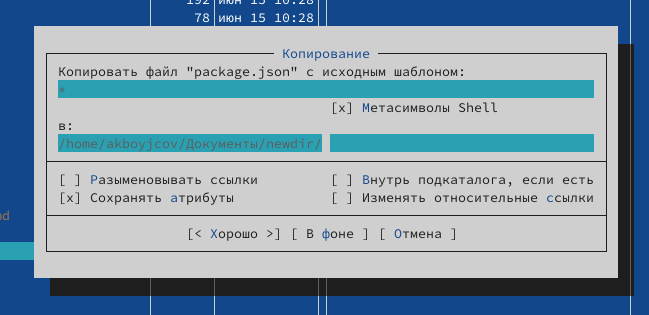 192 июн 15 10:28
78 июн 15 10:28
Копирование
Копировать файл "package.json" с исходным шаблоном:
*
[x] Метасимволы Shell
в:
/home/akboyjcov/Документы/newdir/
[ ] Разыменовывать ссылки [ ] Внутрь подкаталога, если есть
[x] Сохранять атрибуты [ ] Изменять относительные ссылки
nd
[< Хорошо >] [ В фоне ] [ Отмена ]